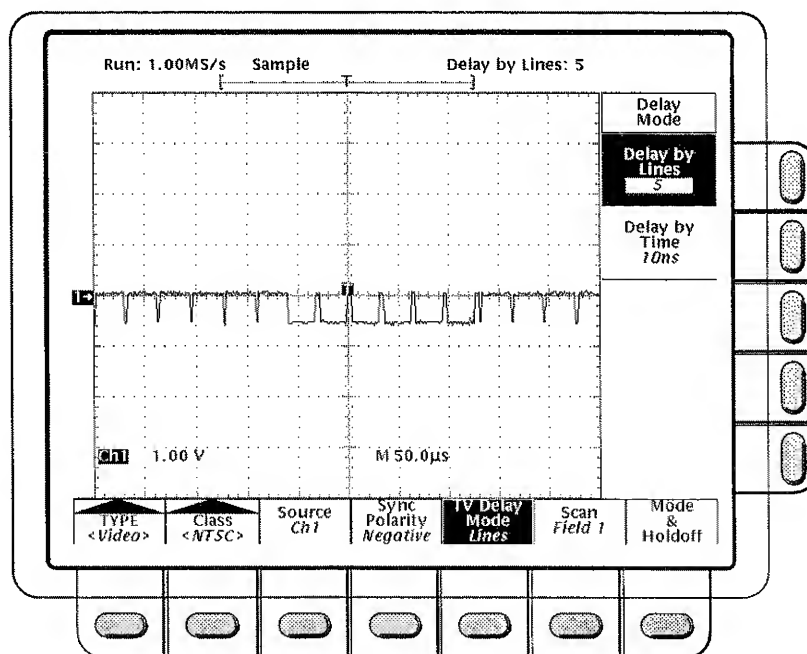 Run: 1.00MS/s Sample Delay by Lines: 5
[ T ]
Delay
Mode
Delay by
Lines
5
Delay by
Time
10ns
T
1→
Ch1 1.00 V M 50.0µs
TYPE
<Video>
Class
<NTSC>
Source
Ch1
Sync
Polarity
Negative
TV Delay
Mode
Lines
Scan
Field 1
Mode
&
Holdoff